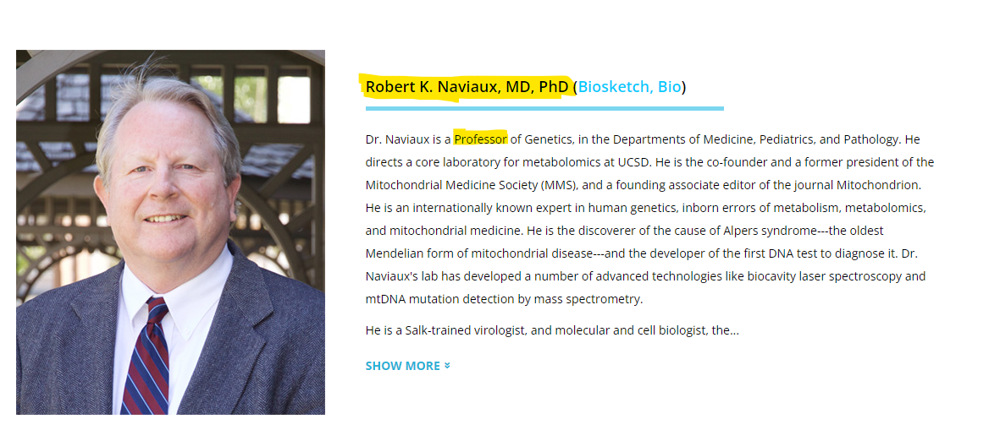 Robert K. Naviaux, MD, PhD (Biosketch, Bio)
Dr. Naviaux is a Professor of Genetics, in the Departments of Medicine, Pediatrics, and Pathology. He
directs a core laboratory for metabolomics at UCSD. He is the co-founder and a former president of the
Mitochondrial Medicine Society (MMS), and a founding associate editor of the journal Mitochondrion.
He is an internationally known expert in human genetics, inborn errors of metabolism, metabolomics,
and mitochondrial medicine. He is the discoverer of the cause of Alpers syndrome---the oldest
Mendelian form of mitochondrial disease---and the developer of the first DNA test to diagnose it. Dr.
Naviaux's lab has developed a number of advanced technologies like biocavity laser spectroscopy and
mtDNA mutation detection by mass spectrometry.
He is a Salk-trained virologist, and molecular and cell biologist, the...
SHOW MORE